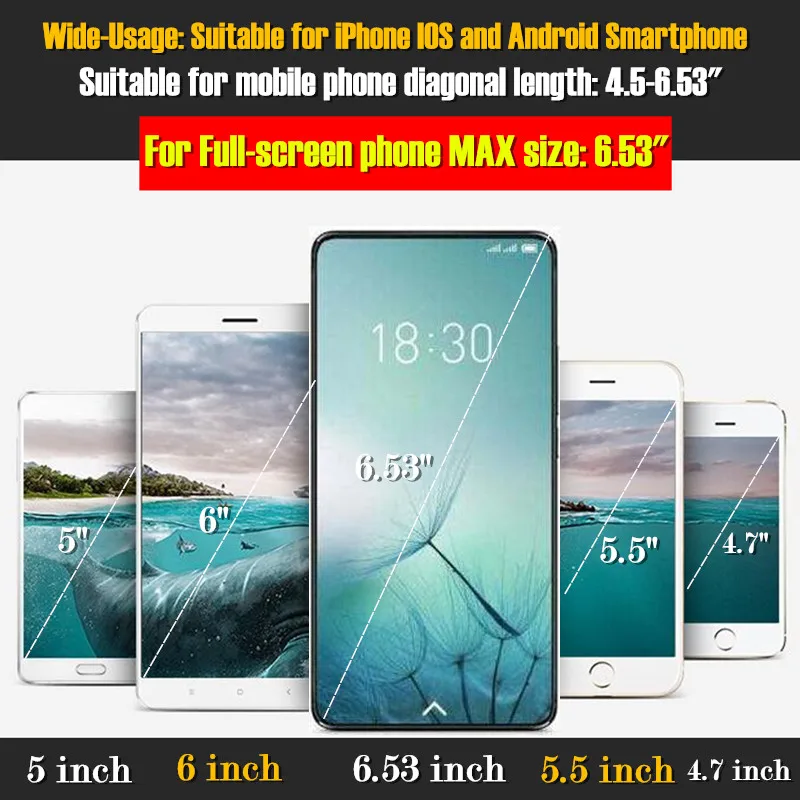 Wide-Usage: Suitable for iPhone IOS and Android Smartphone
Suitable for mobile phone diagonal length: 4.5-6.53"
For Full-screen phone MAX size: 6.53"
18:30
6.53"
6"
5"
5.5"
4.7"
5 inch 6 inch 6.53 inch 5.5 inch 4.7 inch